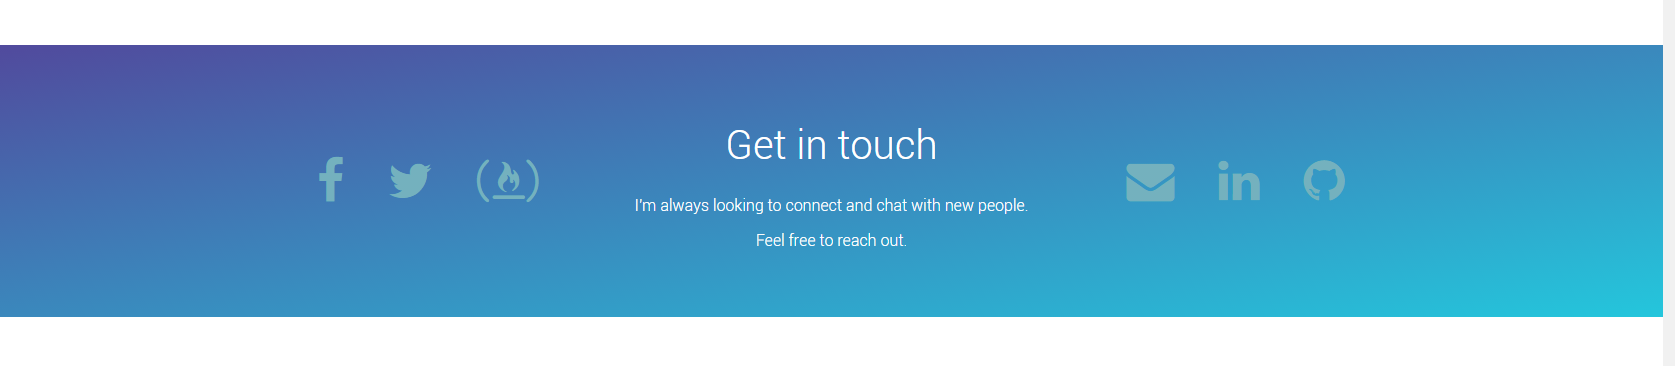 Get in touch
I'm always looking to connect and chat with new people.
Feel free to reach out.